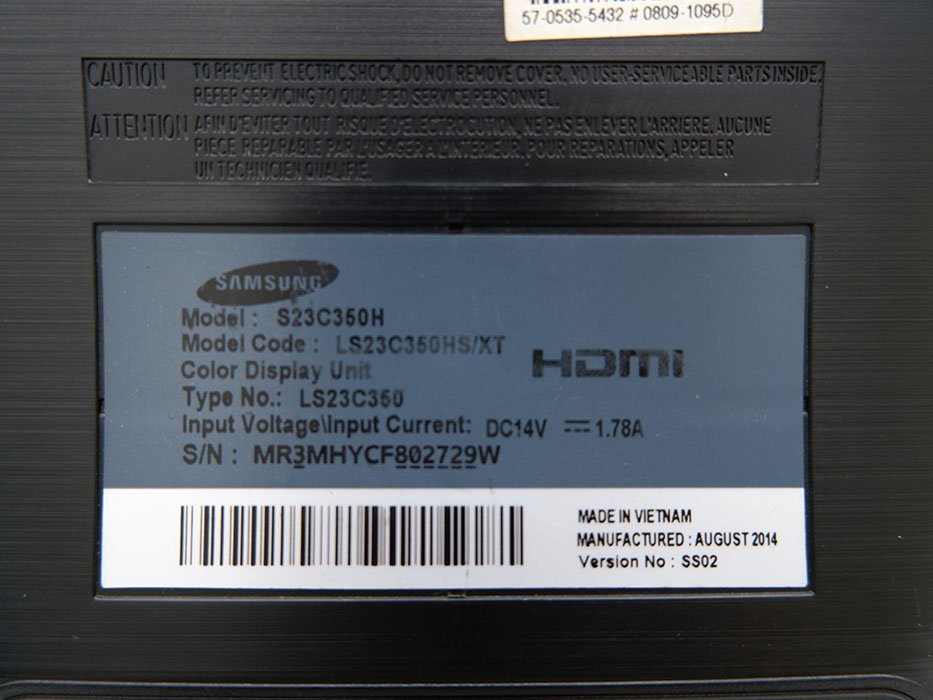 57-0535-5432 # 0809-1095D
CAUTION TO PREVENT ELECTRIC SHOCK, DO NOT REMOVE COVER. NO USER-SERVICEABLE PARTS INSIDE.
REFER SERVICING TO QUALIFIED SERVICE PERSONNEL.
ATTENTION AFIN D'EVITER TOUT RISQUE D'ELECTROCUTION, NE PAS ENLEVER L'ARRIERE. AUCUNE
PIECE REPARABLE PAR L'USAGER A L'INTERIEUR. POUR REPARATIONS, APPELER
UN TECHNICIEN QUALIFIE.
SAMSUNG
Model : S23C350H
Model Code : LS23C350HS/XT
HDMI
Color Display Unit
Type No.: LS23C350
Input Voltage\Input Current: DC14V ⎓ 1.78A
S/N : MR3MHYCF802729W
MADE IN VIETNAM
MANUFACTURED : AUGUST 2014
Version No : SS02